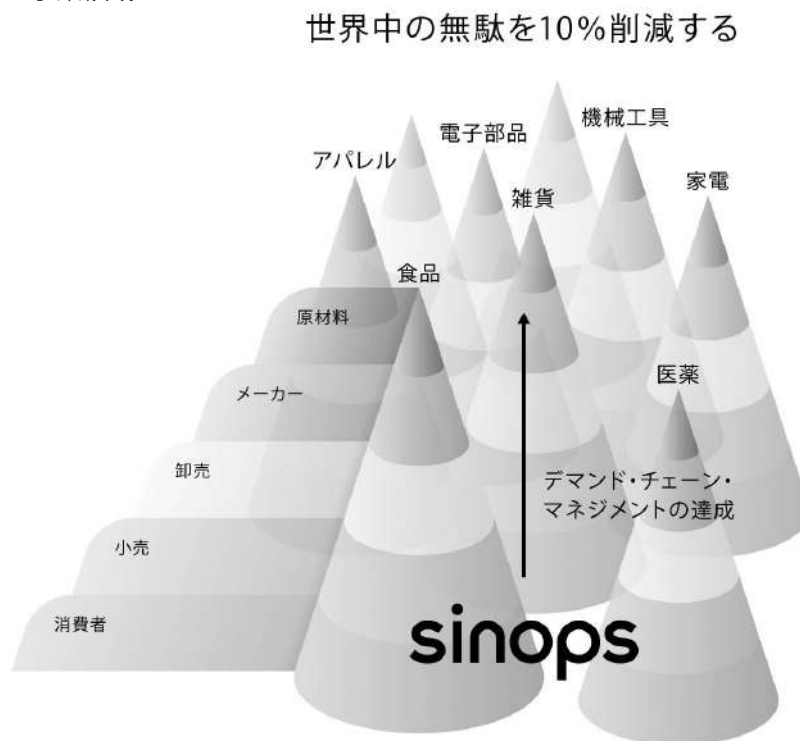 世界中の無駄を10%削減する
機械工具
電子部品
アパレル
家電
雑貨
食品
原材料
医薬
メーカー
卸売
デマンド・チェーン・
マネジメントの達成
小売
消費者
sinops